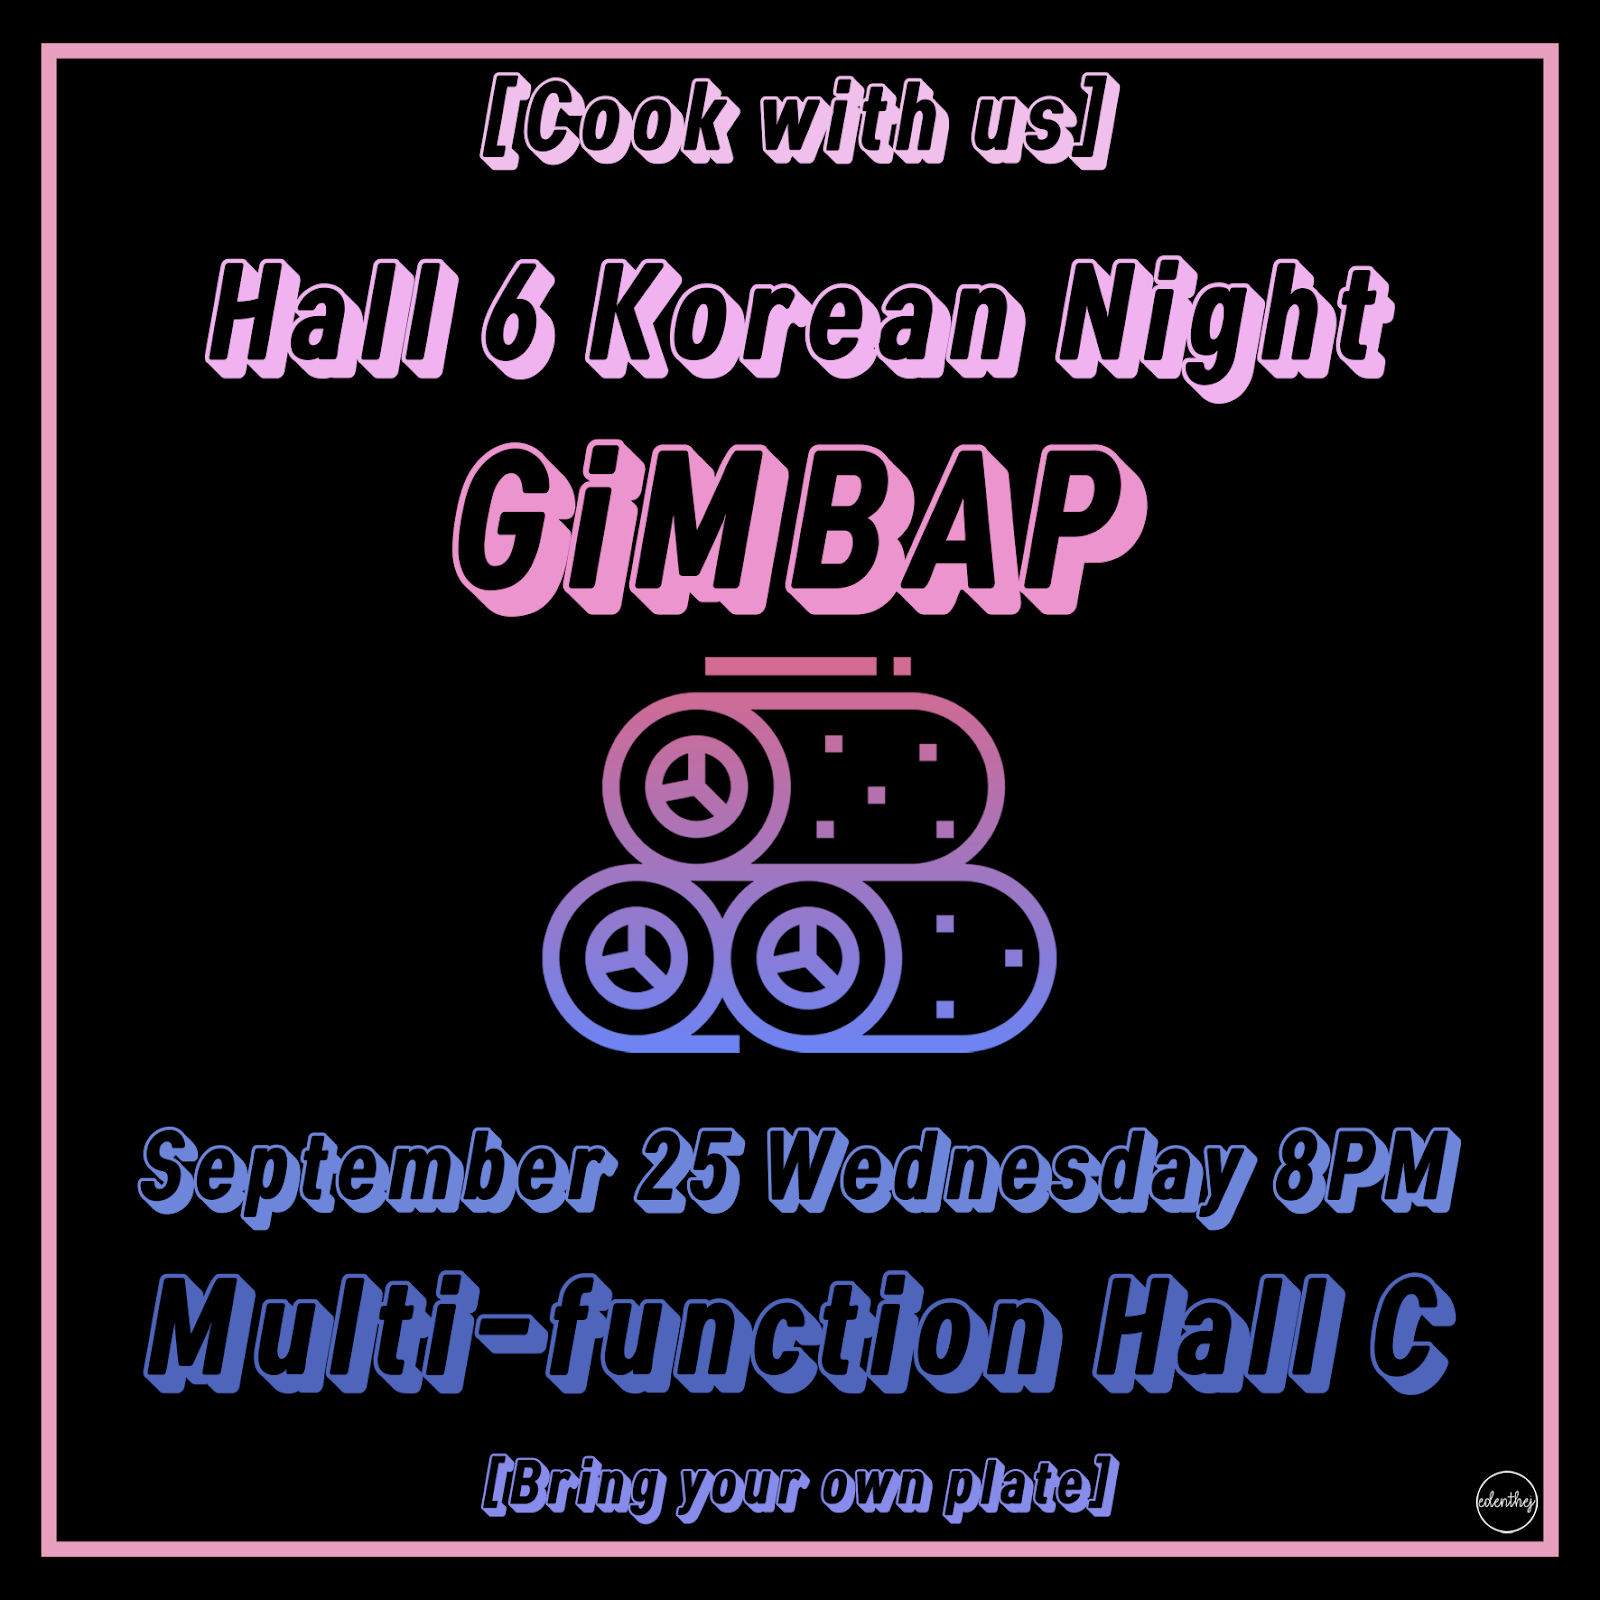 [Cook with us]
Hall 6 Korean Night
GiMBAP
September 25 Wednesday 8PM
Multi-function Hall C
[Bring your own plate]
edenthej